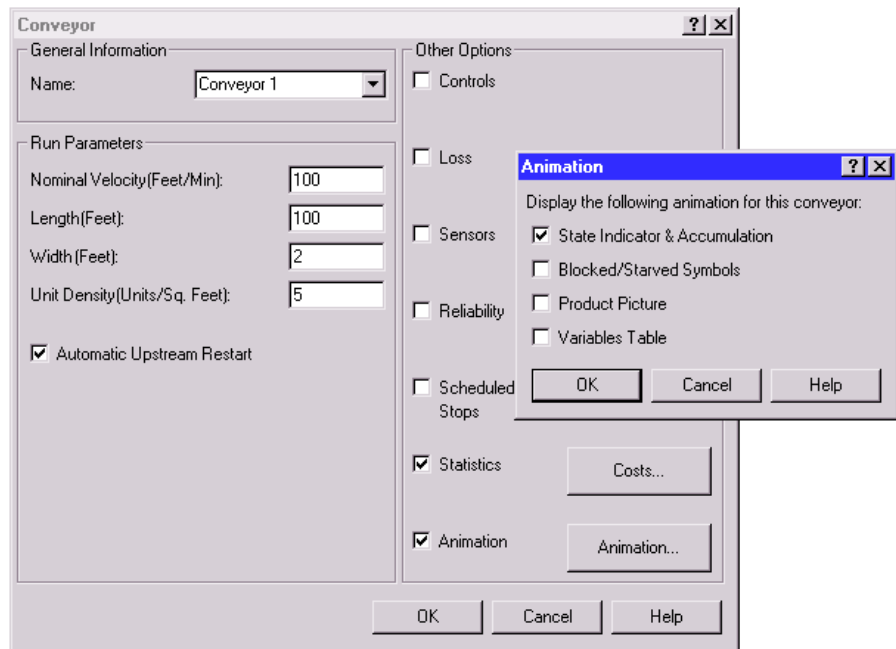 Conveyor
General Information
Name:
Conveyor 1
Run Parameters
Nominal Velocity(Feet/Min):
100
Length(Feet):
100
Width (Feet):
2
Unit Density(Units/Sq. Feet):
5
Automatic Upstream Restart
Other Options
Controls
Loss
Sensors
Reliability
Scheduled
Stops
Statistics
Costs...
Animation
Animation...
OK
Cancel
Help
Animation
Display the following animation for this conveyor:
State Indicator & Accumulation
Blocked/Starved Symbols
Product Picture
Variables Table
OK
Cancel
Help